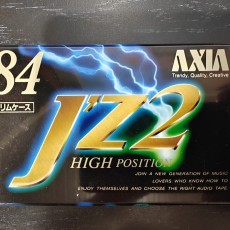 84
AXIA
Trendy, Quality, Creative
リムケース
J'Z2
HIGH POSITION
JOIN A NEW GENERATION OF MUSIC
LOVERS WHO KNOW HOW TO
ENJOY THEMSELVES AND CHOOSE THE RIGHT AUDIO TAPE.